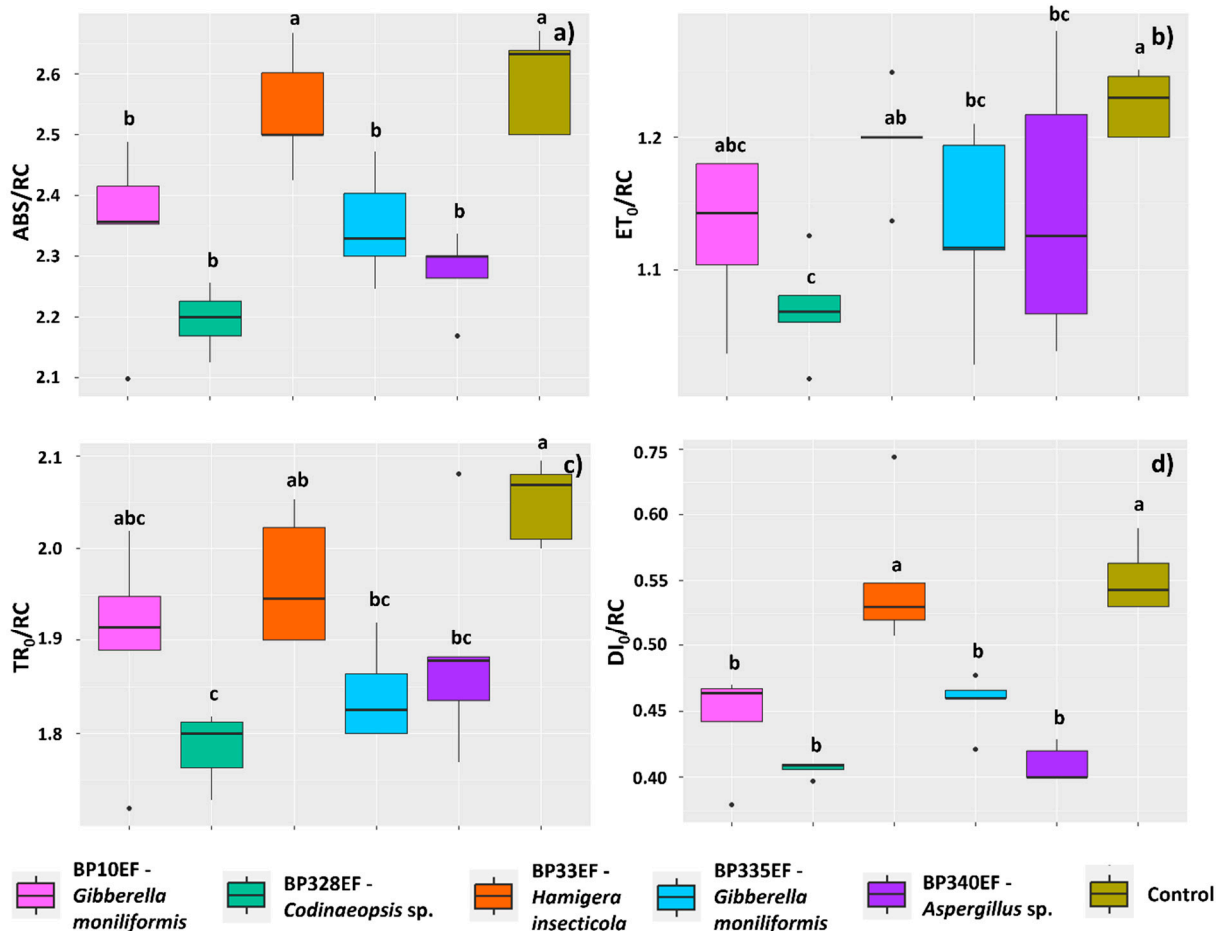 a)
a
a
b
b
b
b
ABS/RC
2.6
2.5
2.4
2.3
2.2
2.1
b)
bc
a
ab
bc
abc
c
ET₀/RC
1.2
1.1
c)
a
ab
abc
bc
bc
c
TR₀/RC
2.1
2.0
1.9
1.8
d)
a
a
b
b
b
b
DI₀/RC
0.75
0.60
0.55
0.50
0.45
0.40
BP10EF -
Gibberella
moniliformis
BP328EF -
Codinaeopsis sp.
BP33EF -
Hamigera
insecticola
BP335EF -
Gibberella
moniliformis
BP340EF -
Aspergillus sp.
Control